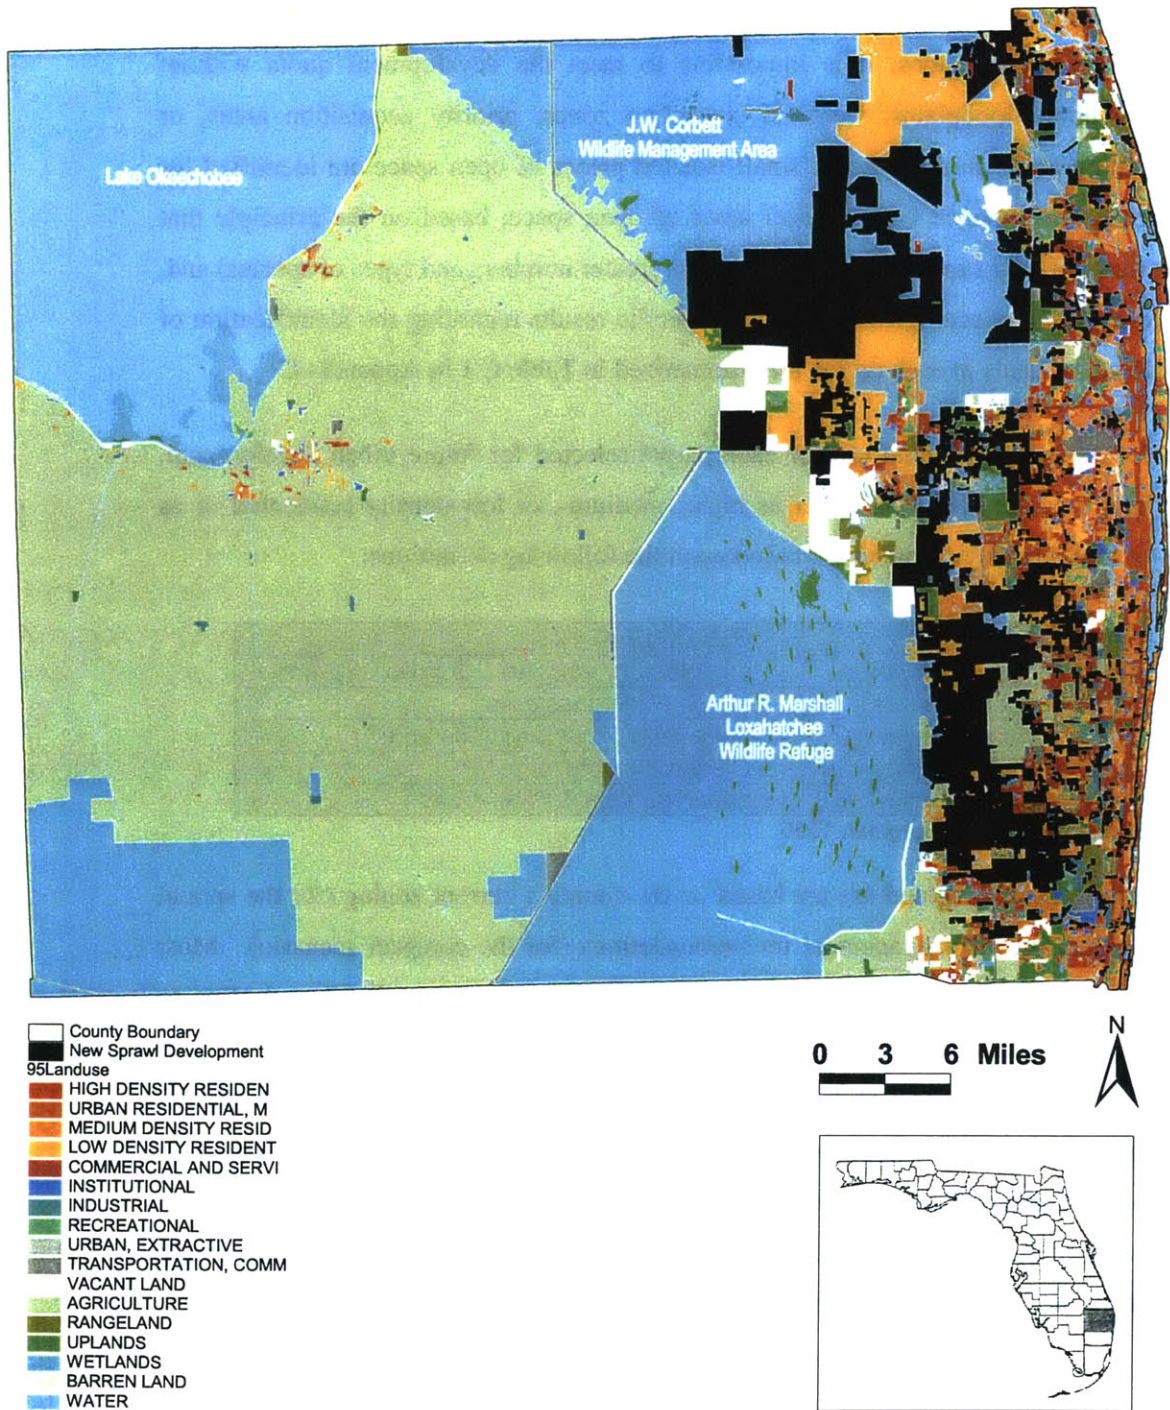 J.W. Corbett
Wildlife Management Area
Lake Okeechobee
Arthur R. Marshall
Loxahatchee
Wildlife Refuge
County Boundary
New Sprawl Development
95Landuse
HIGH DENSITY RESIDEN
URBAN RESIDENTIAL, M
MEDIUM DENSITY RESID
LOW DENSITY RESIDENT
COMMERCIAL AND SERVI
INSTITUTIONAL
INDUSTRIAL
RECREATIONAL
URBAN, EXTRACTIVE
TRANSPORTATION, COMM
VACANT LAND
AGRICULTURE
RANGELAND
UPLANDS
WETLANDS
BARREN LAND
WATER
0 3 6 Miles
N